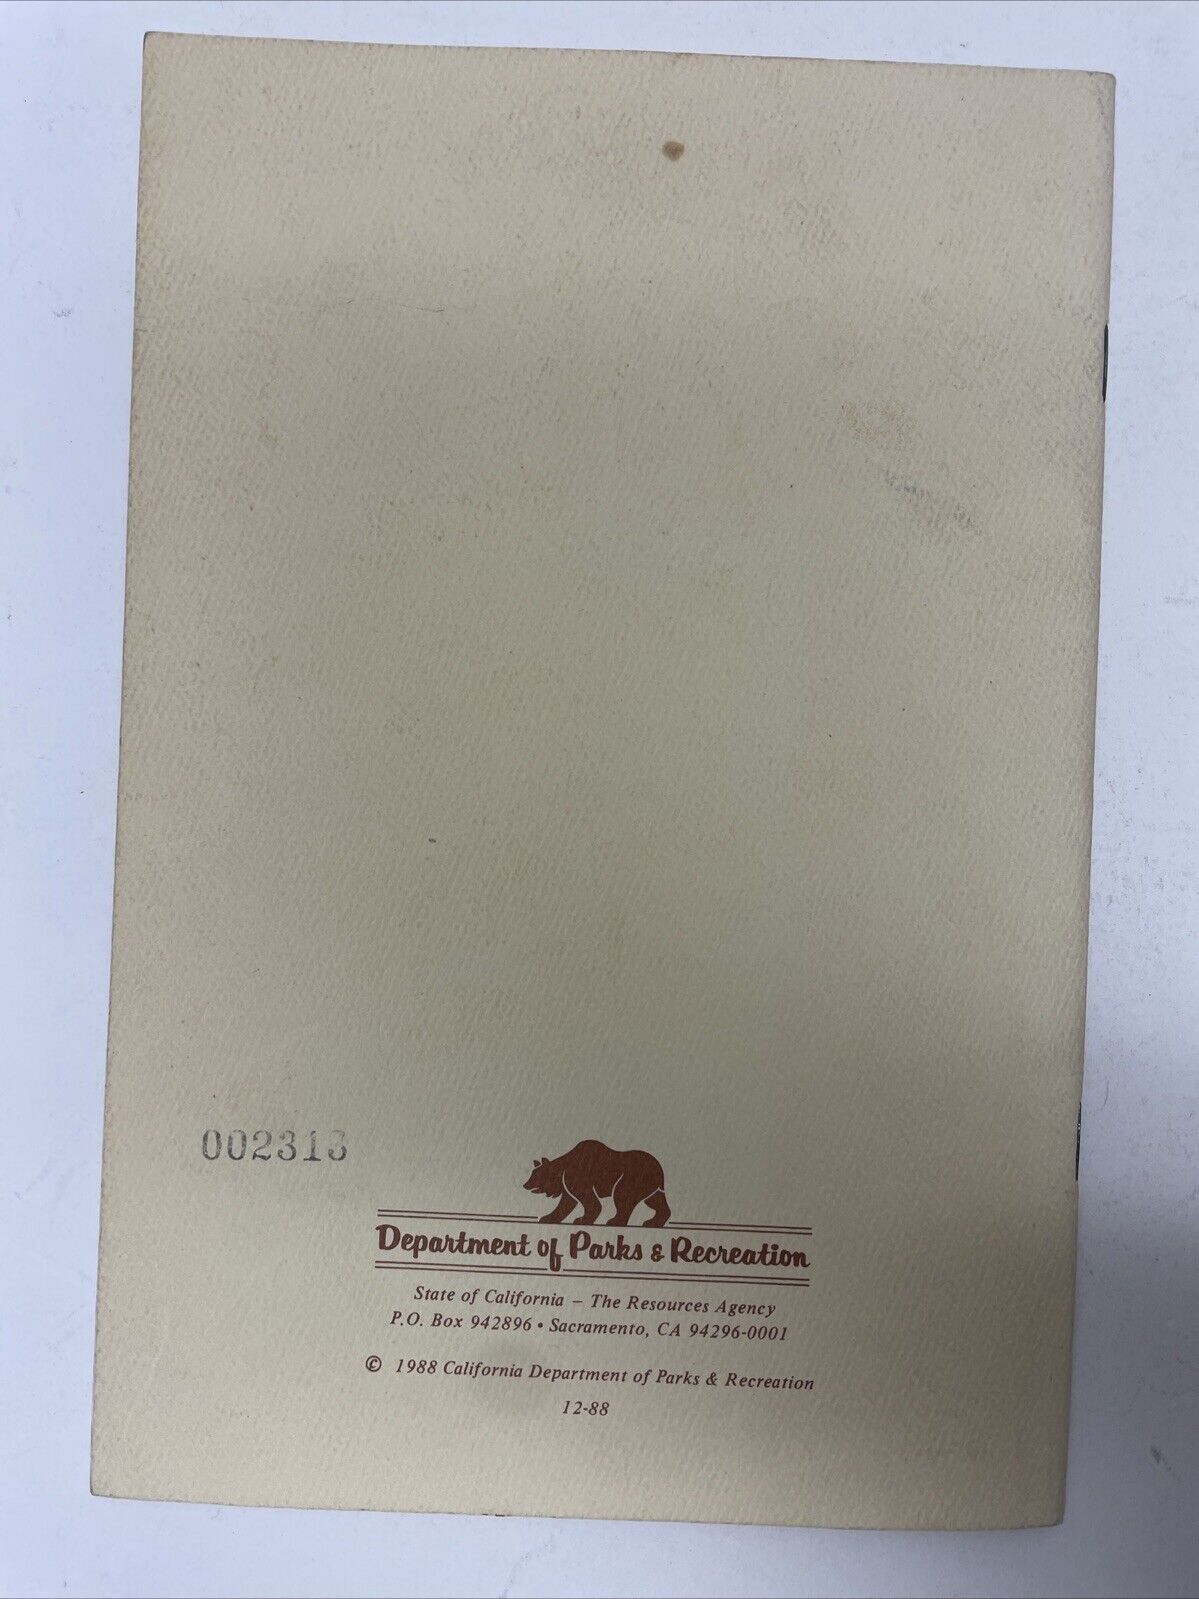 002313
Department of Parks & Recreation
State of California – The Resources Agency
P.O. Box 942896 • Sacramento, CA 94296-0001
© 1988 California Department of Parks & Recreation
12-88